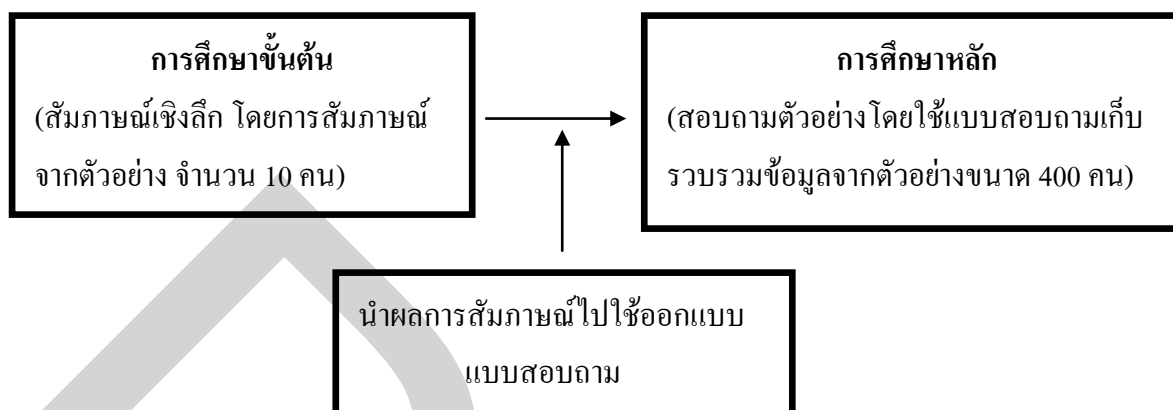 การศึกษาขั้นต้น
(สัมภาษณ์เชิงลึก โดยการสัมภาษณ์
จากตัวอย่าง จำนวน 10 คน)
การศึกษาหลัก
(สอบถามตัวอย่างโดยใช้แบบสอบถามเก็บ
รวบรวมข้อมูลจากตัวอย่างขนาด 400 คน)
นำผลการสัมภาษณ์ไปใช้ออกแบบ
แบบสอบถาม